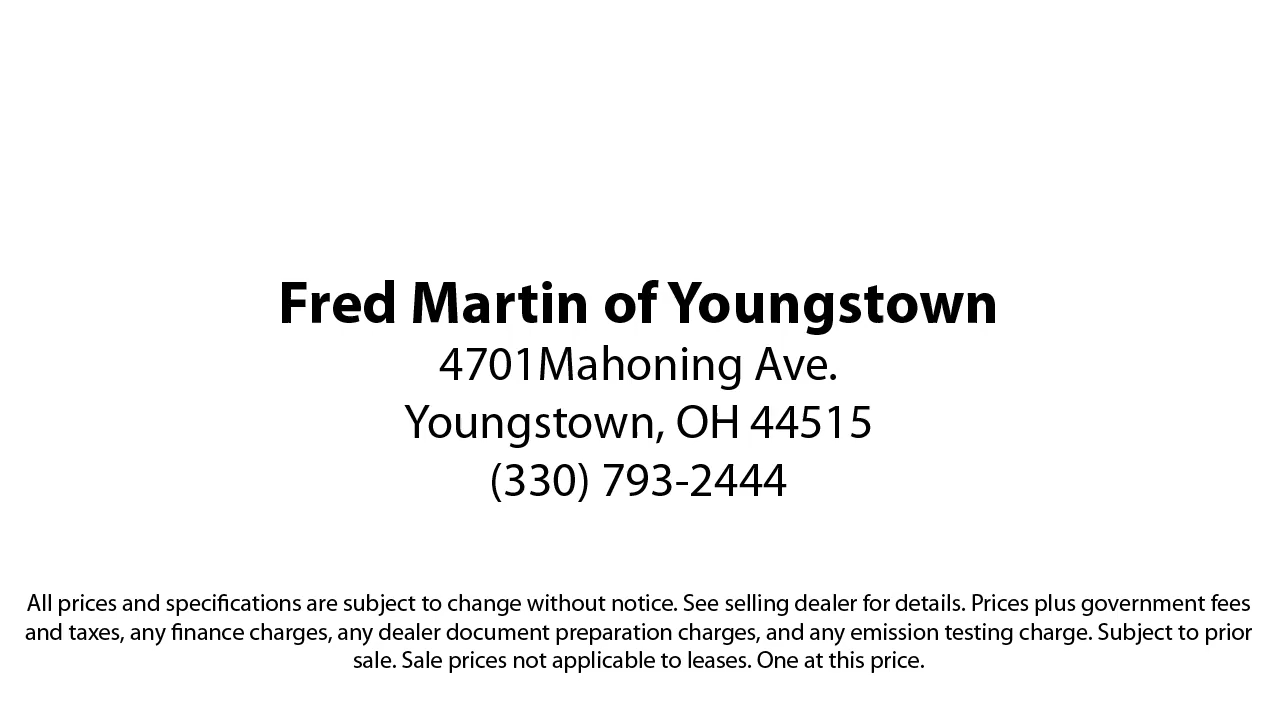 Fred Martin of Youngstown
4701Mahoning Ave.
Youngstown, OH 44515
(330) 793-2444
All prices and specifications are subject to change without notice. See selling dealer for details. Prices plus government fees
and taxes, any finance charges, any dealer document preparation charges, and any emission testing charge. Subject to prior
sale. Sale prices not applicable to leases. One at this price.